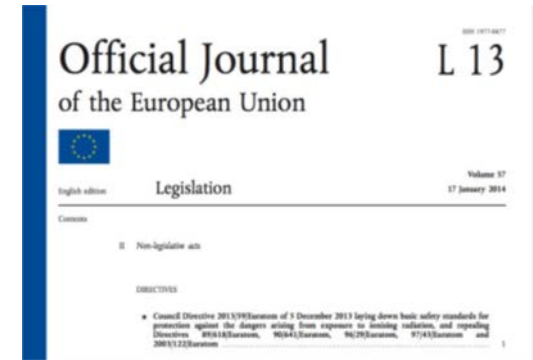 ISSN 1977-0677
Official Journal
L 13
of the European Union
Volume 57
English edition
Legislation
17 January 2014
Contents
II Non-legislative acts
DIRECTIVES
★ Council Directive 2013/59/Euratom of 5 December 2013 laying down basic safety standards for
protection against the dangers arising from exposure to ionising radiation, and repealing
Directives 89/618/Euratom, 90/641/Euratom, 96/29/Euratom, 97/43/Euratom and
2003/122/Euratom 1